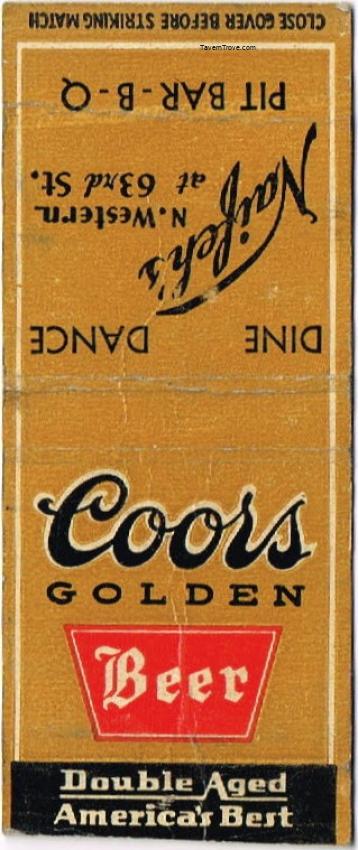 CLOSE COVER BEFORE STRIKING MATCH
TavernTrove.com
DINE DANCE
Naifeh's
N. Western
at 63rd St.
PIT BAR-B-Q
Coors
GOLDEN
Beer
Double Aged
America's Best